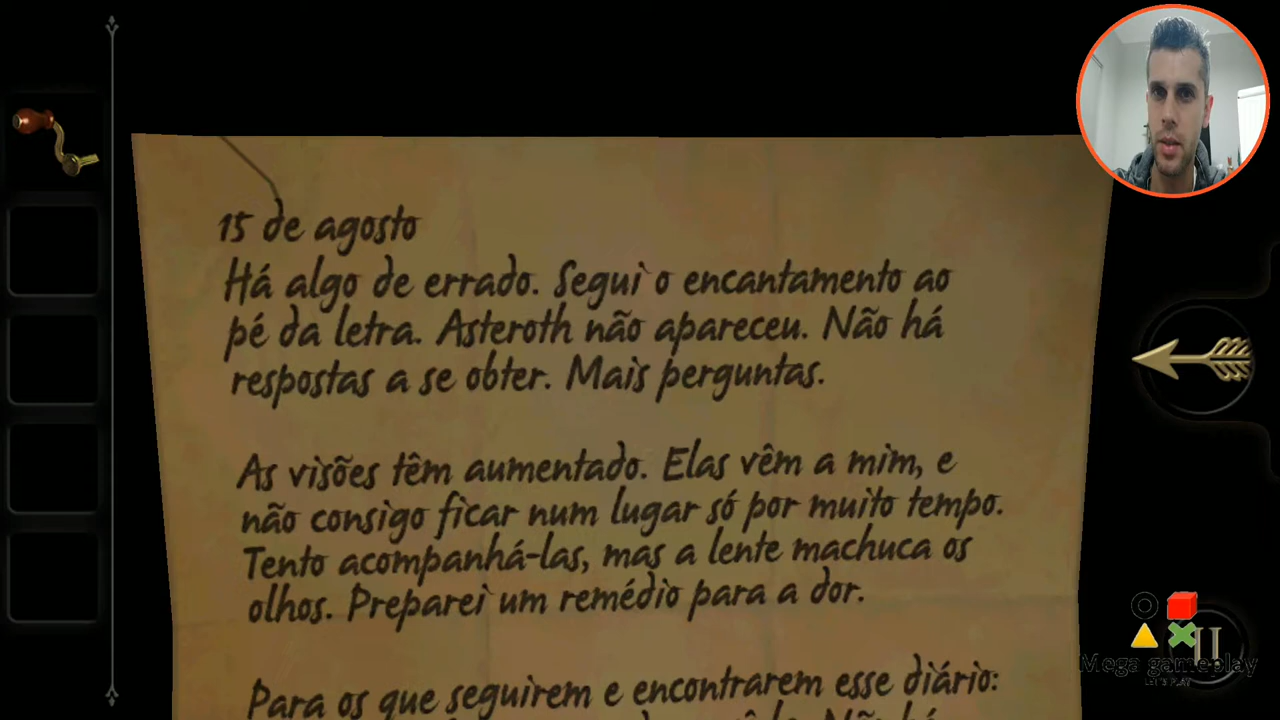 15 de agosto
Há algo de errado. Segui o encantamento ao
pé da letra. Asteroth não apareceu. Não há
respostas a se obter. Mais perguntas.
As visões têm aumentado. Elas vêm a mim, e
não consigo ficar num lugar só por muito tempo.
Tento acompanhá-las, mas a lente machuca os
olhos. Preparei um remédio para a dor.
Para os que seguirem e encontrarem esse diário:
Mega gameplay
LET'S PLAY